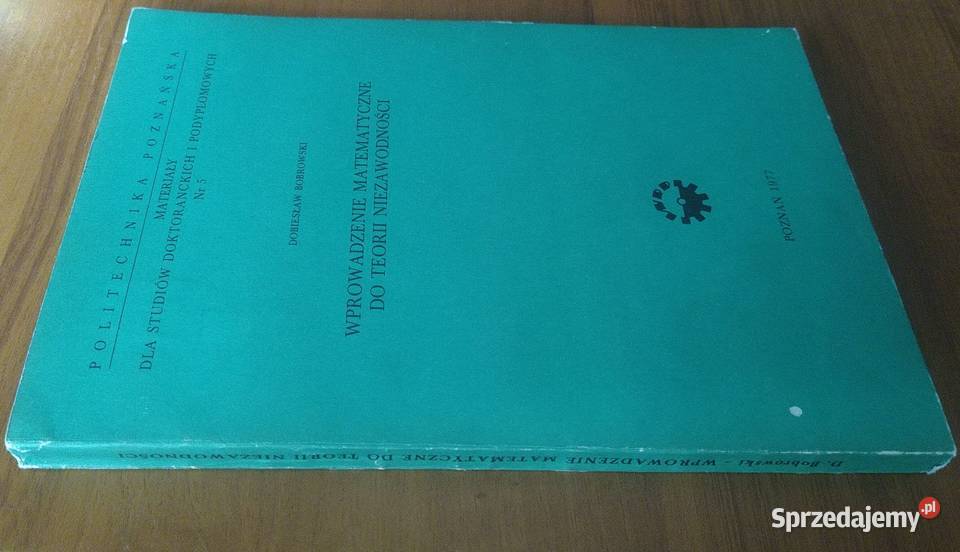 POLITECHNIKA POZNAŃSKA
MATERIAŁY
DLA STUDIÓW DOKTORANCKICH I PODYPLOMOWYCH
Nr 5
DOBIESŁAW BOBROWSKI
WPROWADZENIE MATEMATYCZNE
DO TEORII NIEZAWODNOŚCI
POZNAŃ 1977
D. Bobrowski – WPROWADZENIE MATEMATYCZNE DO TEORII NIEZAWODNOŚCI
Sprzedajemy.pl